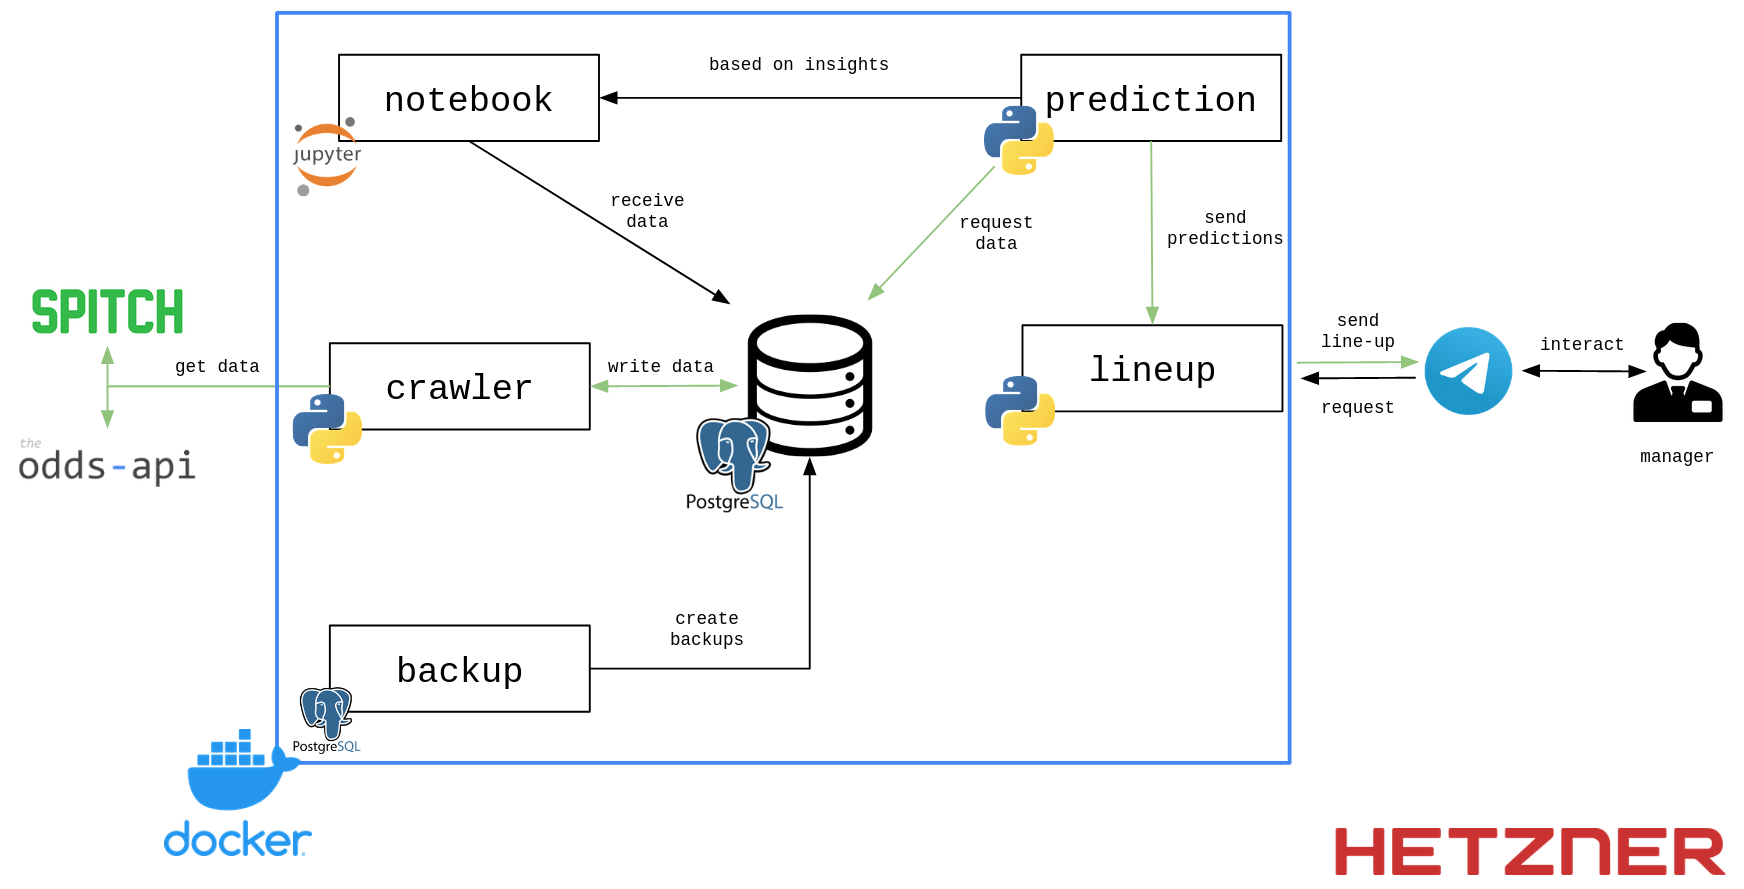 based on insights
notebook
prediction
jupyter
receive
data
request
data
send
predictions
SPITCH
get data
crawler
write data
lineup
send
line-up
request
interact
manager
the
odds-api
PostgreSQL
create
backups
backup
PostgreSQL
docker
HETZNER